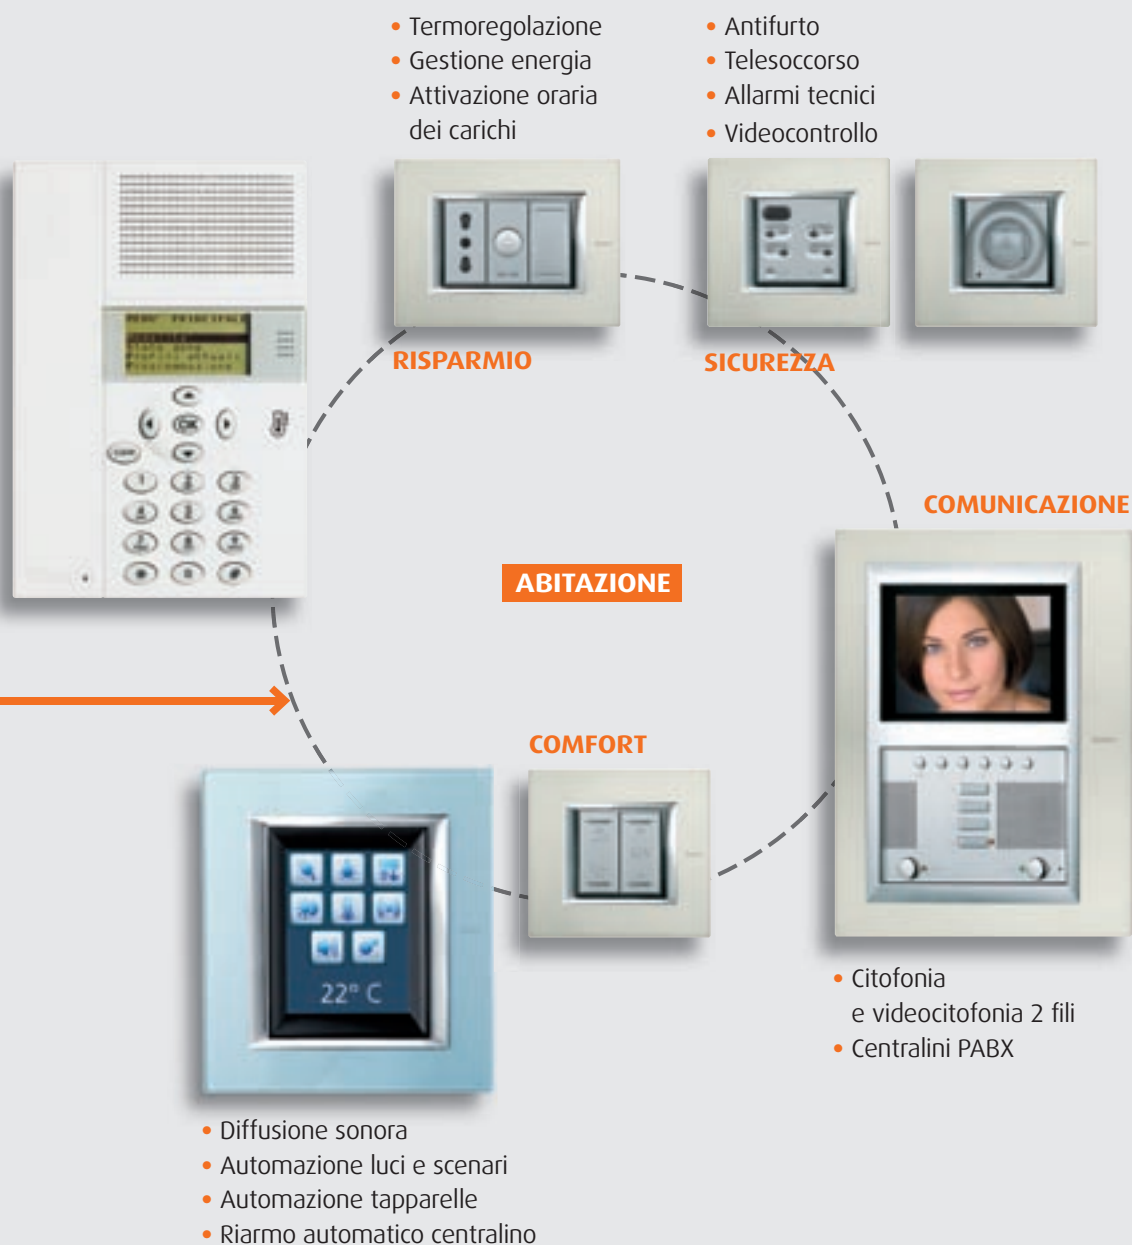 • Termoregolazione
• Gestione energia
• Attivazione oraria
dei carichi
• Antifurto
• Telesoccorso
• Allarmi tecnici
• Videocontrollo
RISPARMIO
SICUREZZA
OK
COMUNICAZIONE
ABITAZIONE
COMFORT
22° C
• Citofonia
e videocitofonia 2 fili
• Centralini PABX
• Diffusione sonora
• Automazione luci e scenari
• Automazione tapparelle
• Riarmo automatico centralino